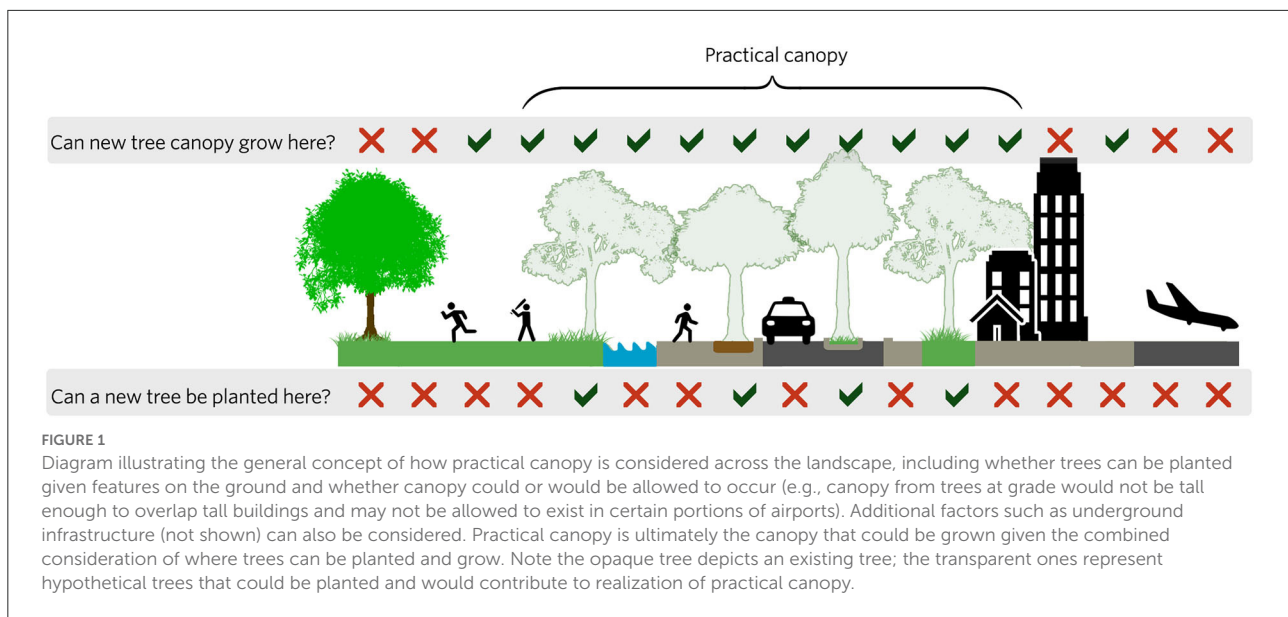 Practical canopy
Can new tree canopy grow here?
Can a new tree be planted here?
FIGURE 1
Diagram illustrating the general concept of how practical canopy is considered across the landscape, including whether trees can be planted
given features on the ground and whether canopy could or would be allowed to occur (e.g., canopy from trees at grade would not be tall
enough to overlap tall buildings and may not be allowed to exist in certain portions of airports). Additional factors such as underground
infrastructure (not shown) can also be considered. Practical canopy is ultimately the canopy that could be grown given the combined
consideration of where trees can be planted and grow. Note the opaque tree depicts an existing tree; the transparent ones represent
hypothetical trees that could be planted and would contribute to realization of practical canopy.